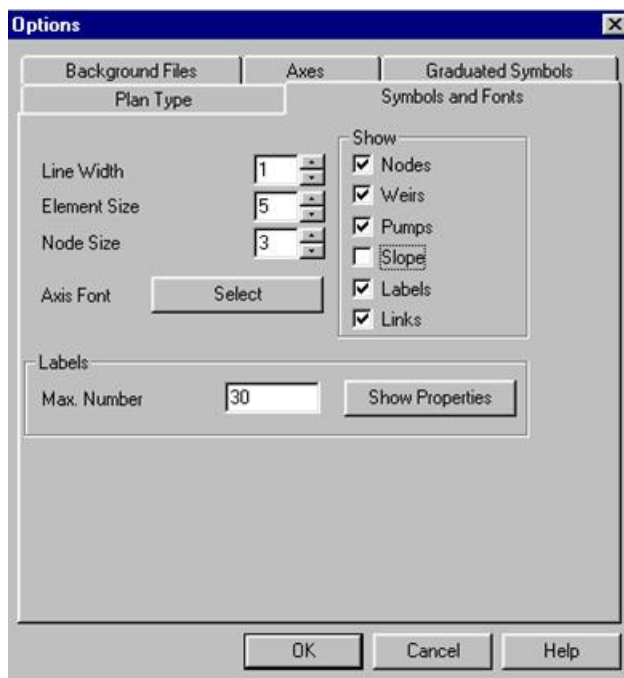 Options
Background Files Axes Graduated Symbols
Plan Type Symbols and Fonts
Show
Line Width 1 Nodes
Element Size 5 Weirs
Node Size 3 Pumps
Slope
Axis Font Select Labels
Links
Labels
Max. Number 30 Show Properties
OK Cancel Help